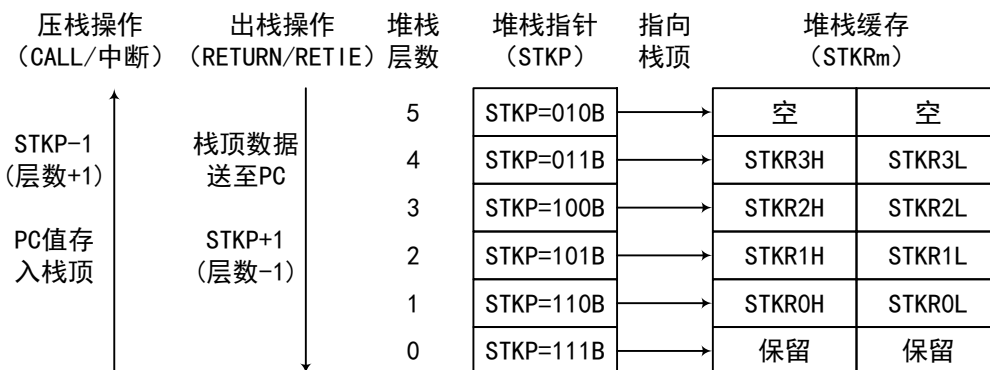 压栈操作 出栈操作 堆栈 堆栈指针 指向 堆栈缓存
（CALL/中断） （RETURN/RETIE） 层数 （STKP） 栈顶 （STKRm）
5 STKP=010B 空 空
STKP-1 栈顶数据 4 STKP=011B STKR3H STKR3L
(层数+1) 送至PC
3 STKP=100B STKR2H STKR2L
PC值存 STKP+1 2 STKP=101B STKR1H STKR1L
入栈顶 (层数-1)
1 STKP=110B STKR0H STKR0L
0 STKP=111B 保留 保留